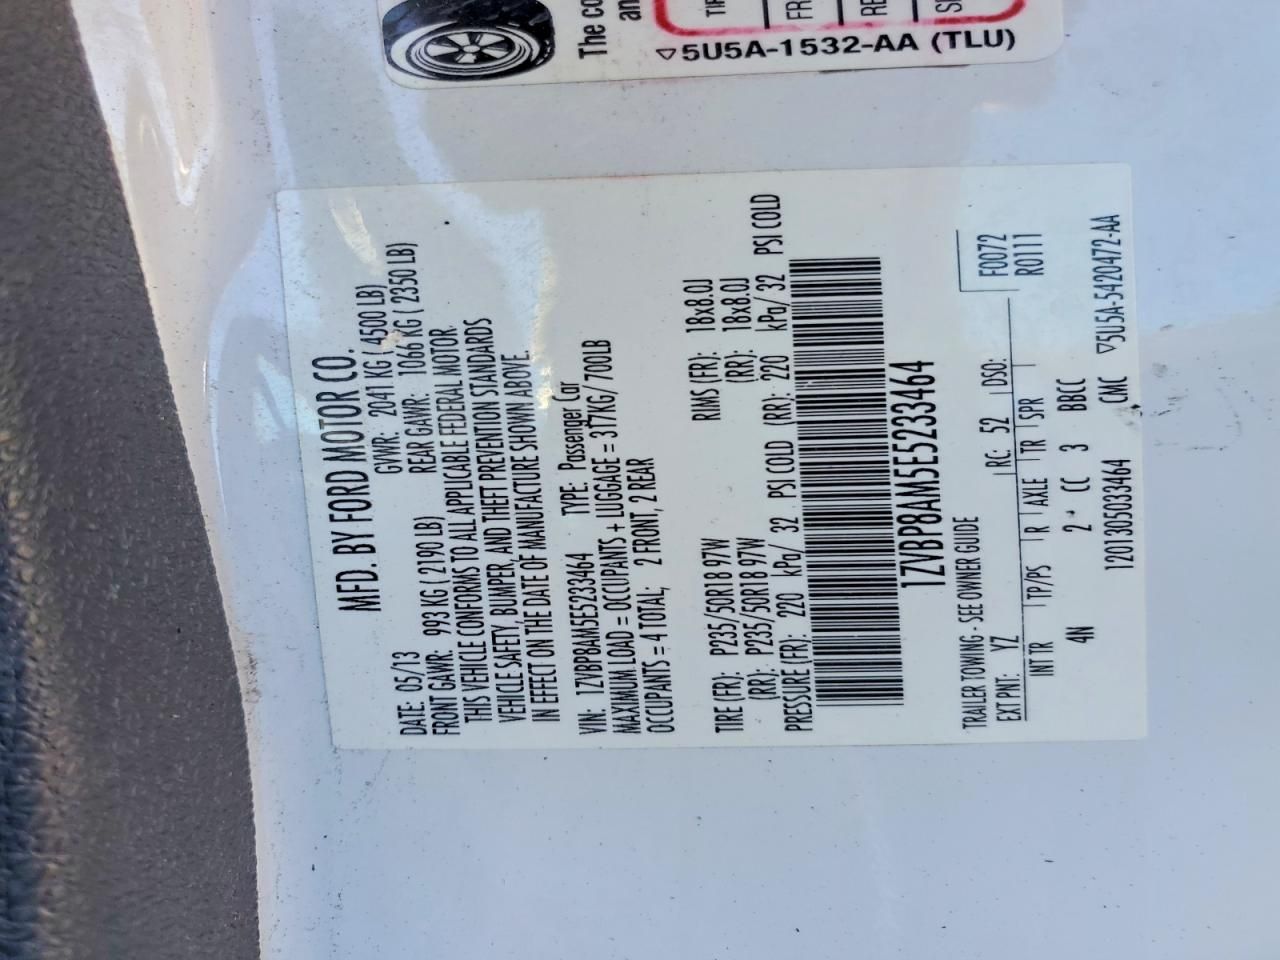 The co
an
TIR
FR
RE
5U5A-1532-AA (TLU)
MFD. BY FORD MOTOR CO.
DATE: 05/13 GVWR: 2041 KG ( 4500 LB)
FRONT GAWR: 993 KG ( 2190 LB) REAR GAWR: 1066 KG ( 2350 LB)
THIS VEHICLE CONFORMS TO ALL APPLICABLE FEDERAL MOTOR
VEHICLE SAFETY, BUMPER, AND THEFT PREVENTION STANDARDS
IN EFFECT ON THE DATE OF MANUFACTURE SHOWN ABOVE.
VIN: 1ZVBP8AM5E5233464 TYPE: Passenger Car
MAXIMUM LOAD = OCCUPANTS + LUGGAGE = 317KG/ 700LB
OCCUPANTS = 4 TOTAL; 2 FRONT, 2 REAR
TIRE (FR): P235/50R18 97W RIMS (FR): 18x8.0J
(RR): P235/50R18 97W (RR): 18x8.0J
PRESSURE (FR): 220 kPa/ 32 PSI COLD (RR): 220 kPa/ 32 PSI COLD
1ZVBP8AM5E5233464
TRAILER TOWING - SEE OWNER GUIDE
F0072
EXT PNT: YZ RC: 52 DSO: R0111
INT TR TP/PS R AXLE TR SPR
4N 2 CC 3 BBCC
1201305033464 CMC 5U5A-5420472-AA